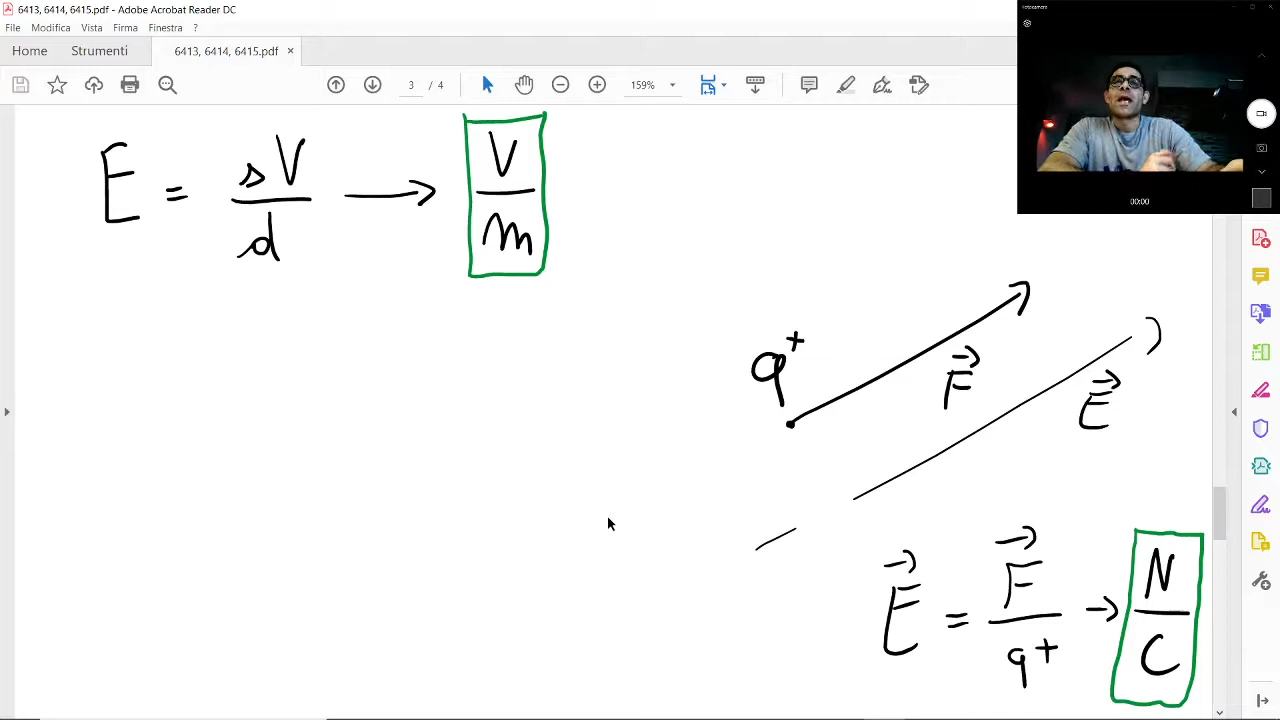 6413, 6414, 6415.pdf - Adobe Acrobat Reader DC
File Modifica Vista Firma Finestra ?
Home Strumenti 6413, 6414, 6415.pdf ×
3 / 4 159%
Fotocamera
00:00
E = ΔV / d → V / m
q+
F
E
E = F / q+ → N / C